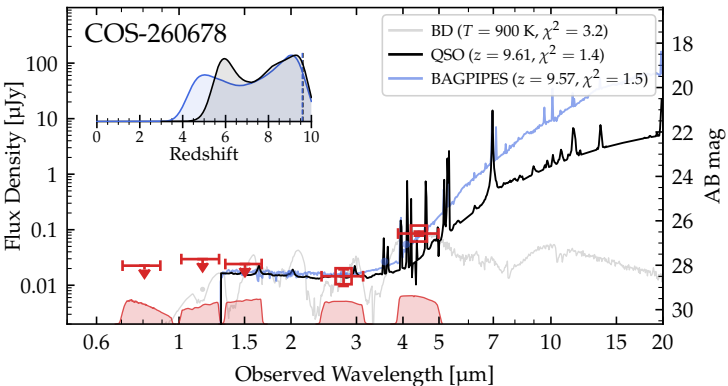 COS-260678
BD (T = 900 K, χ² = 3.2)
QSO (z = 9.61, χ² = 1.4)
BAGPIPES (z = 9.57, χ² = 1.5)
0 2 4 6 8 10
Redshift
100
10
1
0.1
0.01
Flux Density [μJy]
18
20
22
24
26
28
30
AB mag
0.6 1 1.5 2 3 4 5 10 15 20
Observed Wavelength [μm]